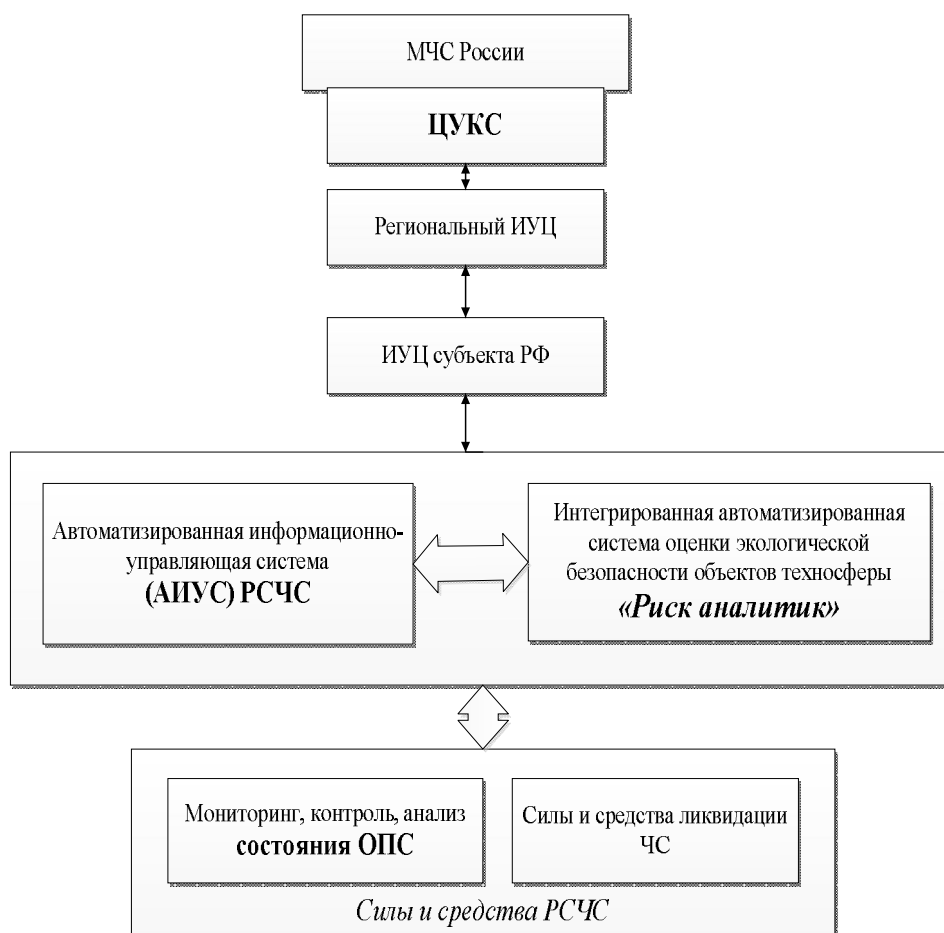 МЧС России
ЦУКС
Региональный ИУЦ
ИУЦ субъекта РФ
Автоматизированная информационно-
управляющая система
(АИУС) РСЧС
Интегрированная автоматизированная
система оценки экологической
безопасности объектов техносферы
«Риск аналитик»
Мониторинг, контроль, анализ
состояния ОПС
Силы и средства ликвидации
ЧС
Силы и средства РСЧС